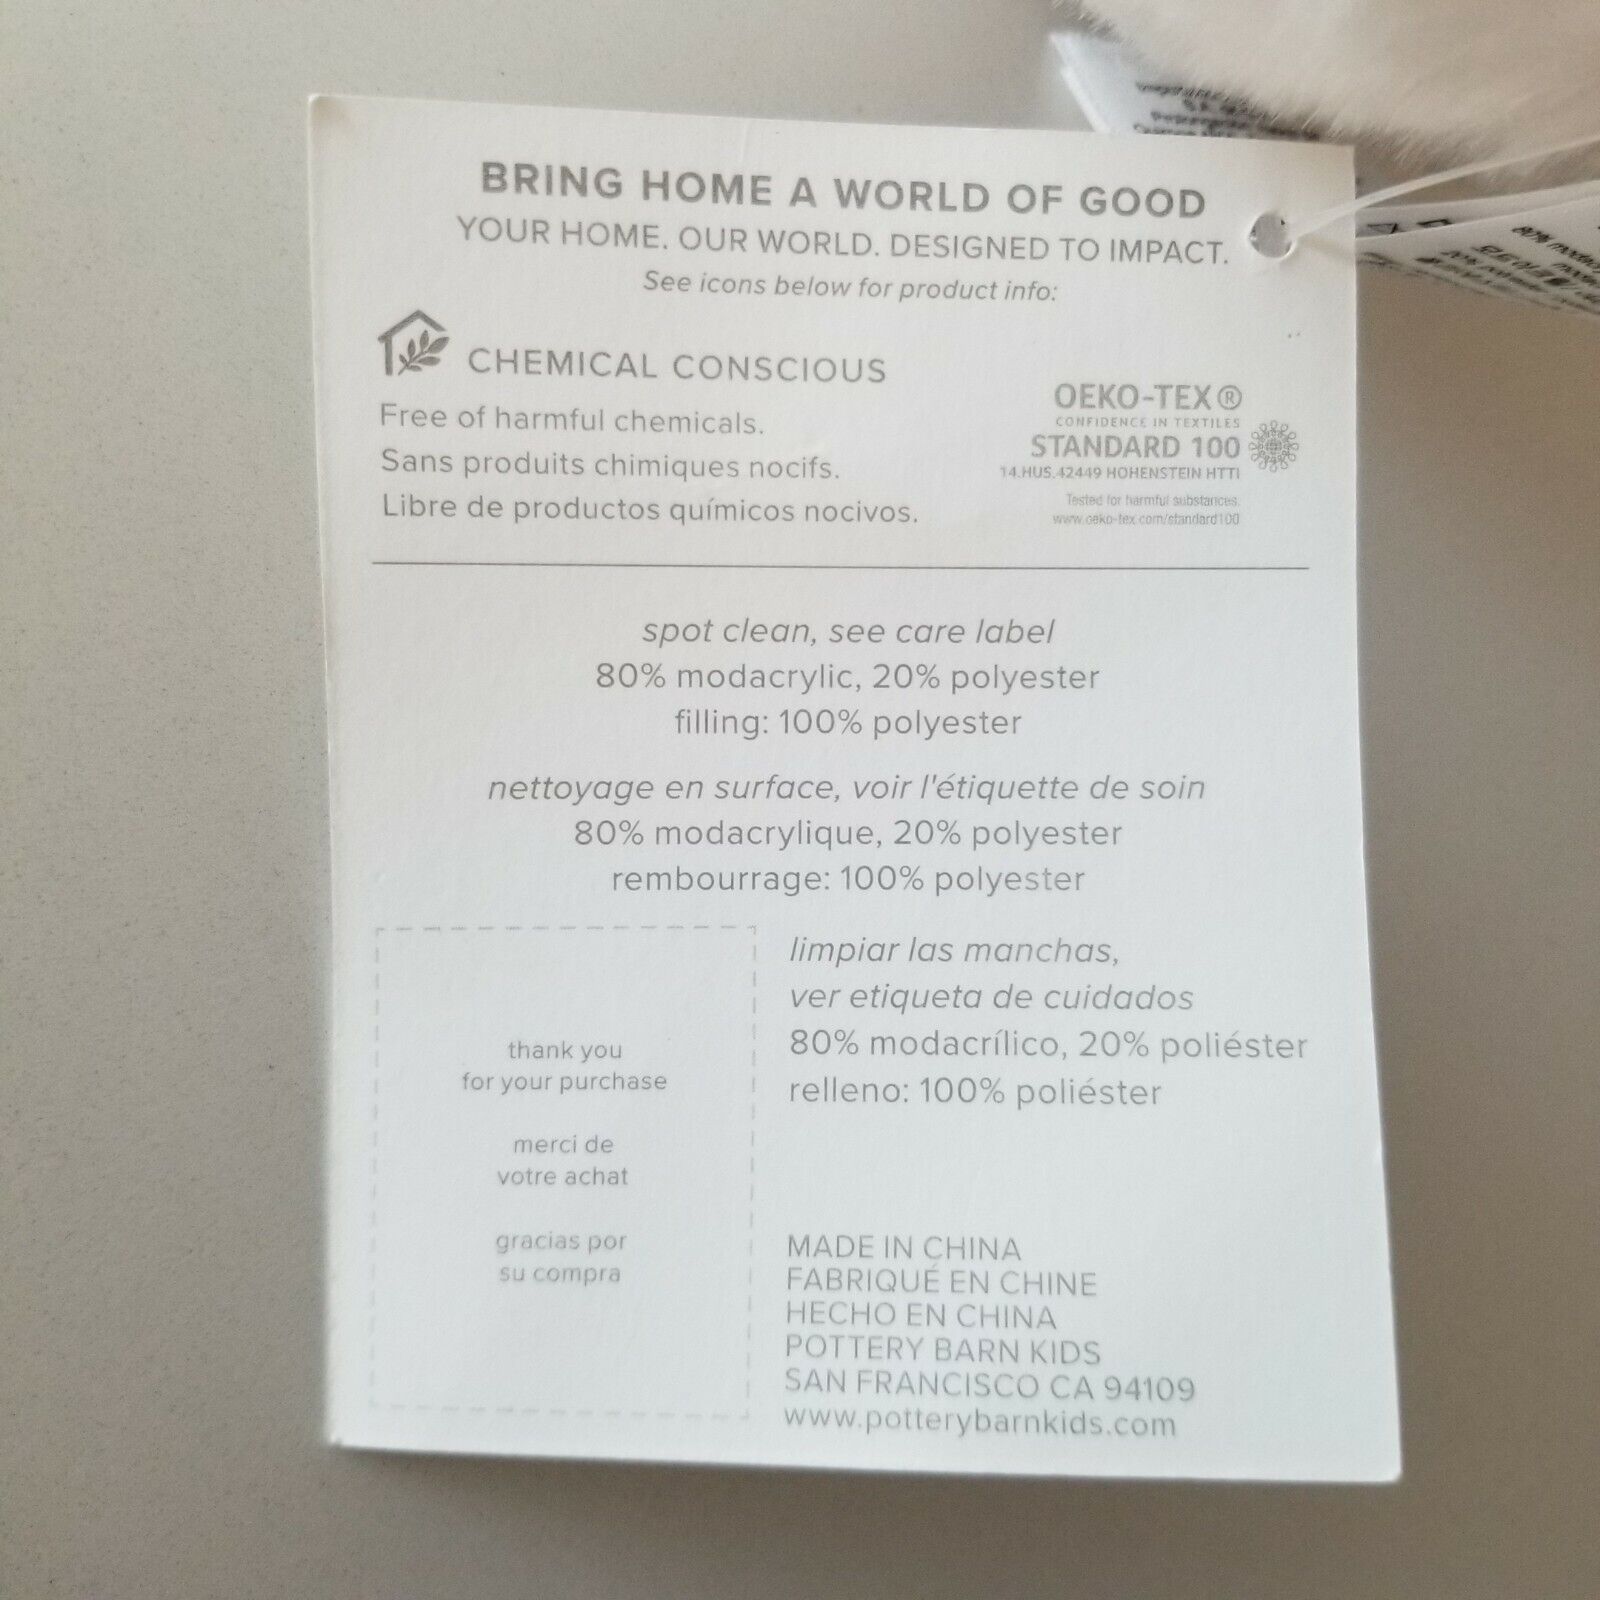 BRING HOME A WORLD OF GOOD
YOUR HOME. OUR WORLD. DESIGNED TO IMPACT.
See icons below for product info:
CHEMICAL CONSCIOUS
Free of harmful chemicals.
Sans produits chimiques nocifs.
Libre de productos químicos nocivos.
OEKO-TEX®
CONFIDENCE IN TEXTILES
STANDARD 100
14.HUS.42449 HOHENSTEIN HTTI
Tested for harmful substances.
www.oeko-tex.com/standard100
spot clean, see care label
80% modacrylic, 20% polyester
filling: 100% polyester
nettoyage en surface, voir l'étiquette de soin
80% modacrylique, 20% polyester
rembourrage: 100% polyester
limpiar las manchas,
ver etiqueta de cuidados
80% modacrílico, 20% poliéster
relleno: 100% poliéster
thank you
for your purchase
merci de
votre achat
gracias por
su compra
MADE IN CHINA
FABRIQUÉ EN CHINE
HECHO EN CHINA
POTTERY BARN KIDS
SAN FRANCISCO CA 94109
www.potterybarnkids.com